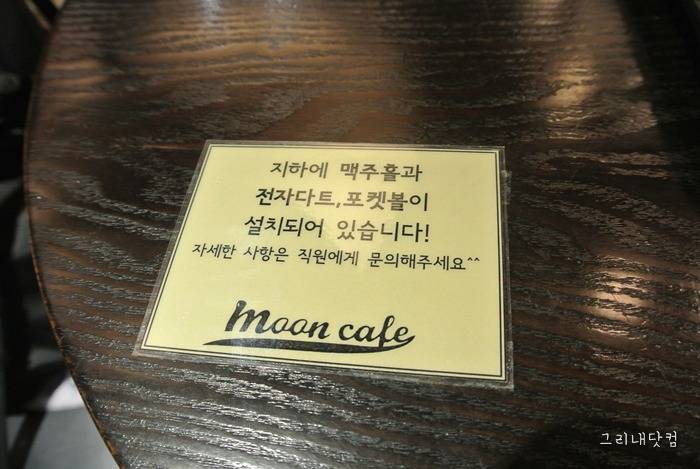 지하에 맥주홀과
전자다트,포켓볼이
설치되어 있습니다!
자세한 사항은 직원에게 문의해주세요^^
moon cafe
그리내닷컴